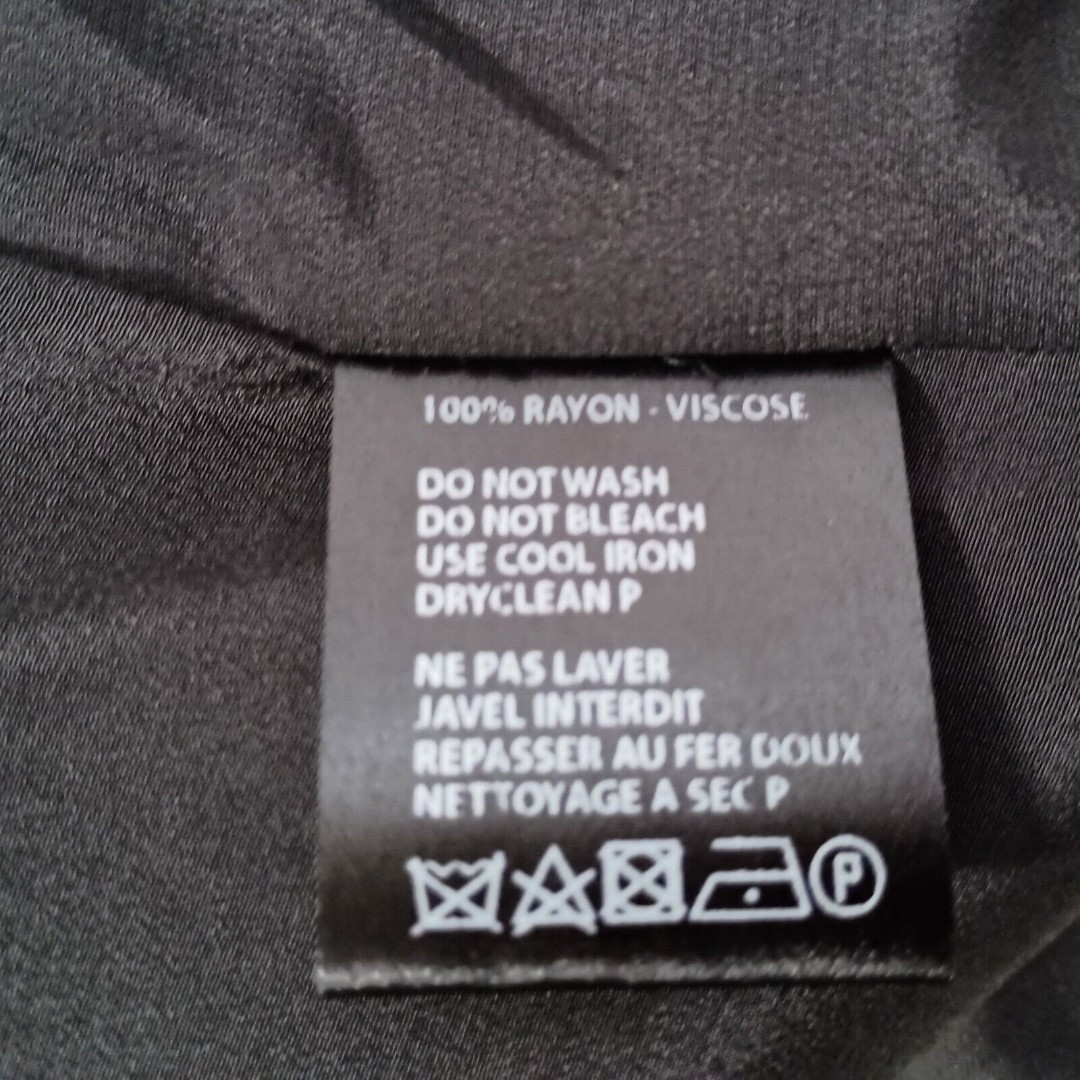 100% RAYON - VISCOSE
DO NOT WASH
DO NOT BLEACH
USE COOL IRON
DRYCLEAN P
NE PAS LAVER
JAVEL INTERDIT
REPASSER AU FER DOUX
NETTOYAGE A SEC P
P